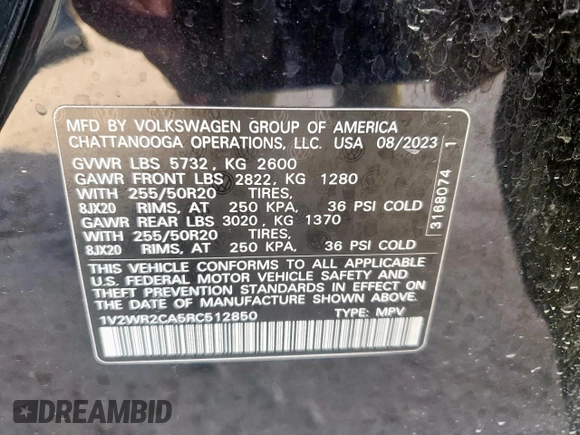 MFD BY VOLKSWAGEN GROUP OF AMERICA
CHATTANOOGA OPERATIONS, LLC. USA 08/2023
GVWR LBS 5732, KG 2600
GAWR FRONT LBS 2822, KG 1280
WITH 255/50R20 TIRES,
8JX20 RIMS, AT 250 KPA, 36 PSI COLD
GAWR REAR LBS 3020, KG 1370
WITH 255/50R20 TIRES,
8JX20 RIMS, AT 250 KPA, 36 PSI COLD
THIS VEHICLE CONFORMS TO ALL APPLICABLE
U.S. FEDERAL MOTOR VEHICLE SAFETY AND
THEFT PREVENTION STANDARDS IN EFFECT ON
THE DATE OF MANUFACTURE SHOWN ABOVE.
1V2WR2CA5RC512850 TYPE: MPV
3168074 1
DREAMBID